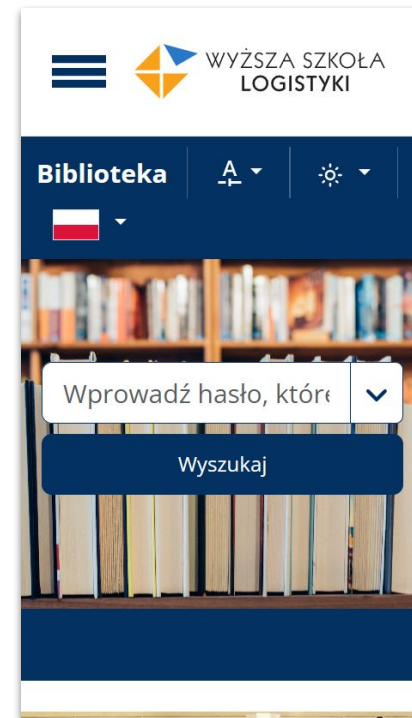 WYŻSZA SZKOŁA
LOGISTYKI
Biblioteka
A
Wprowadź hasło, które
Wyszukaj